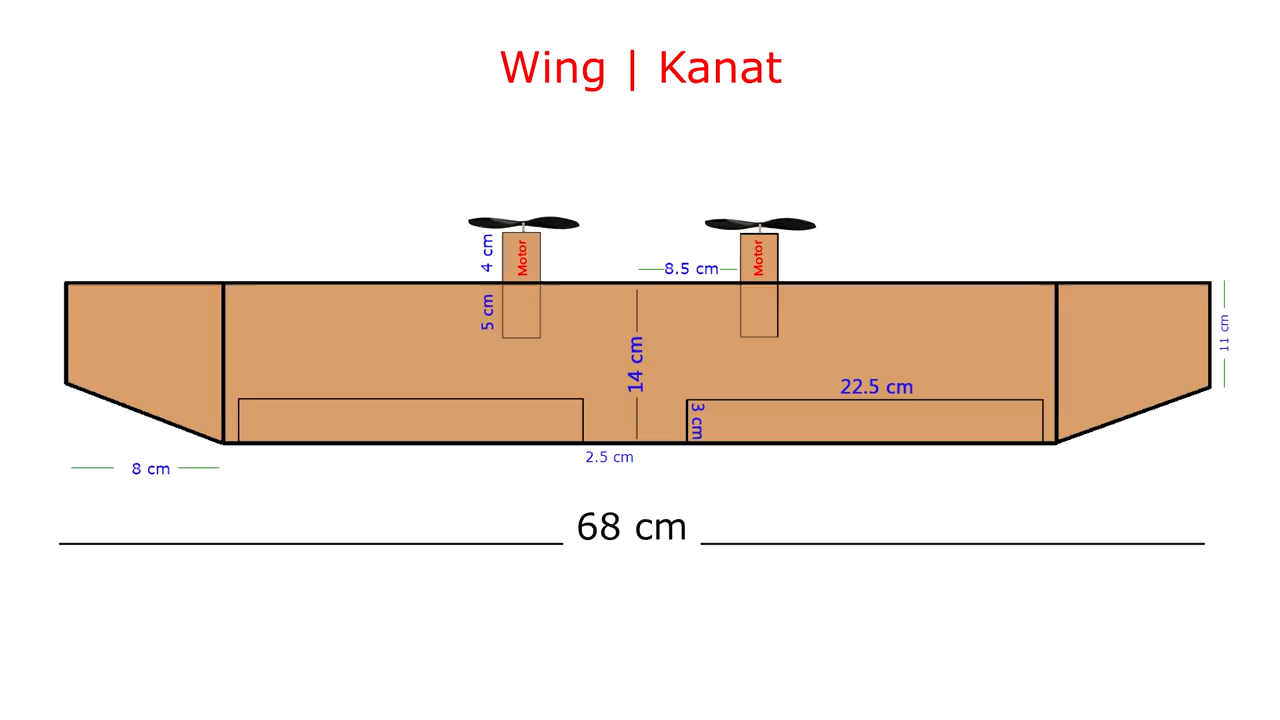 Wing | Kanat
4 cm
Motor
Motor
8.5 cm
5 cm
14 cm
11 cm
22.5 cm
3 cm
2.5 cm
8 cm
68 cm